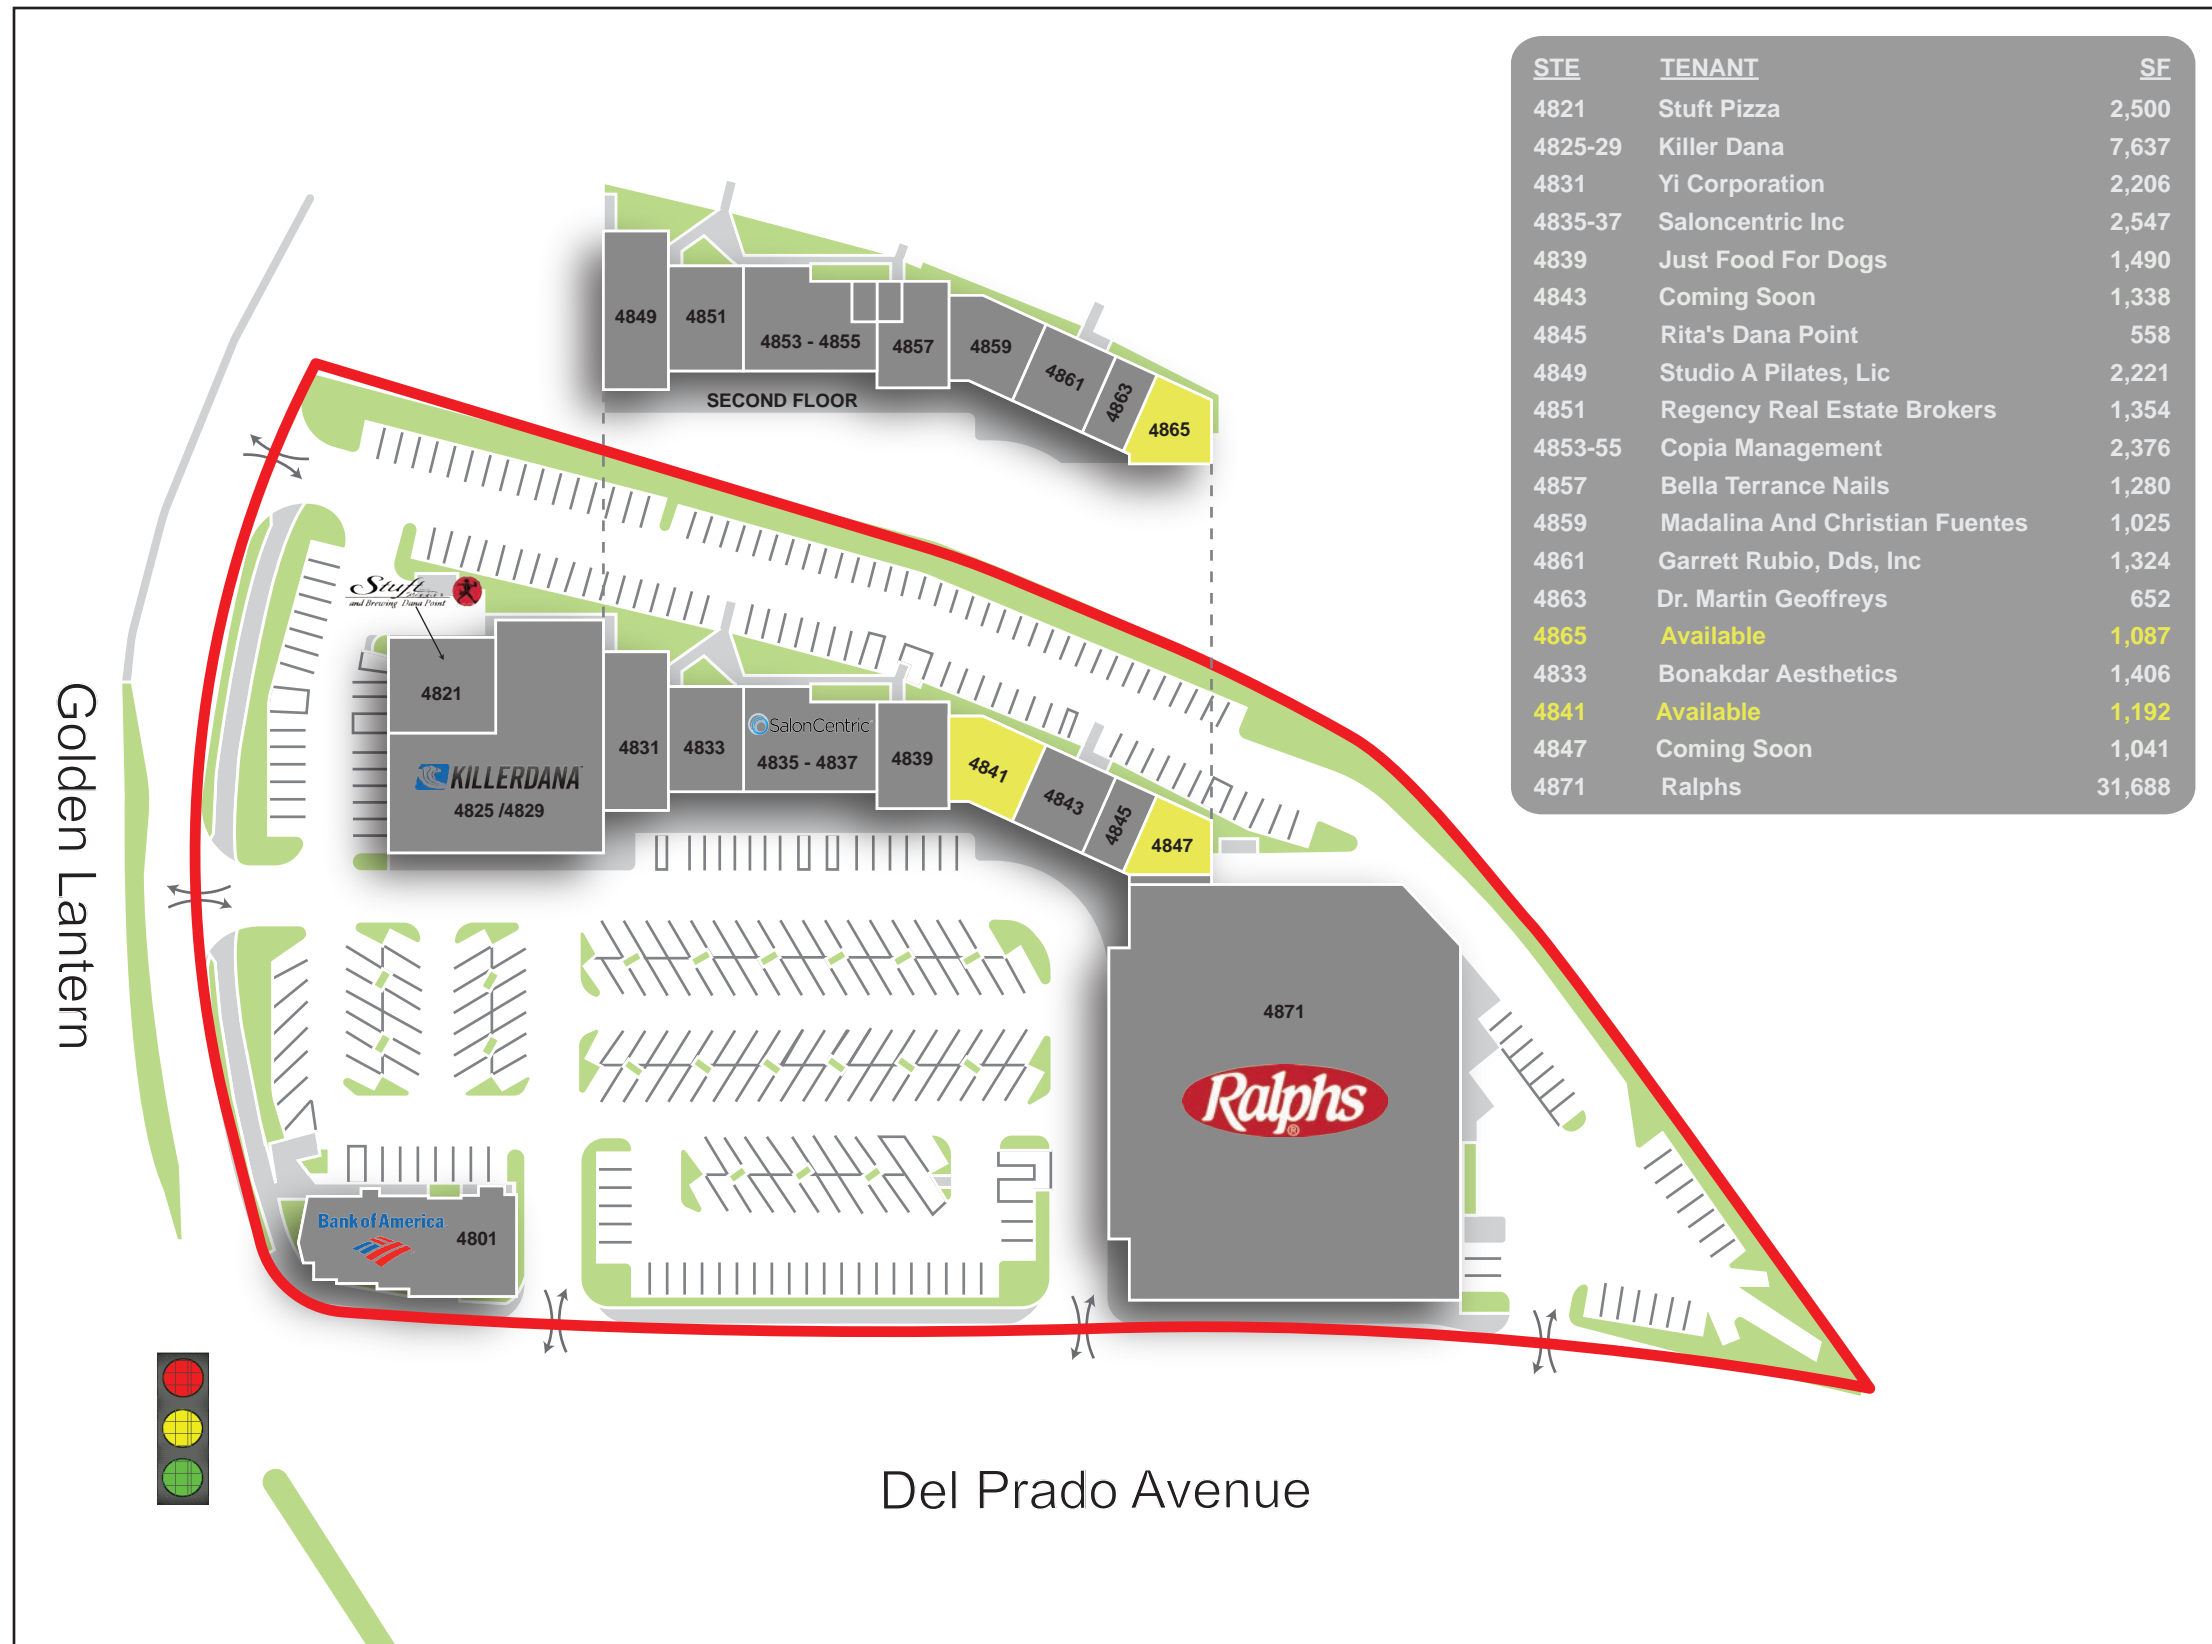 STE TENANT SF
4821 Stuft Pizza 2,500
4825-29 Killer Dana 7,637
4831 Yi Corporation 2,206
4835-37 Saloncentric Inc 2,547
4839 Just Food For Dogs 1,490
4843 Coming Soon 1,338
4845 Rita's Dana Point 558
4849 Studio A Pilates, Lic 2,221
4851 Regency Real Estate Brokers 1,354
4853-55 Copia Management 2,376
4857 Bella Terrance Nails 1,280
4859 Madalina And Christian Fuentes 1,025
4861 Garrett Rubio, Dds, Inc 1,324
4863 Dr. Martin Geoffreys 652
4865 Available 1,087
4833 Bonakdar Aesthetics 1,406
4841 Available 1,192
4847 Coming Soon 1,041
4871 Ralphs 31,688
4849
4851
4853 - 4855
4857
4859
4861
4863
4865
SECOND FLOOR
Stuft
and Brewing Dana Point
4821
KILLERDANA
4825 /4829
4831
4833
SalonCentric
4835 - 4837
4839
4841
4843
4845
4847
4871
Ralphs
®
Bank of America
4801
Golden Lantern
Del Prado Avenue